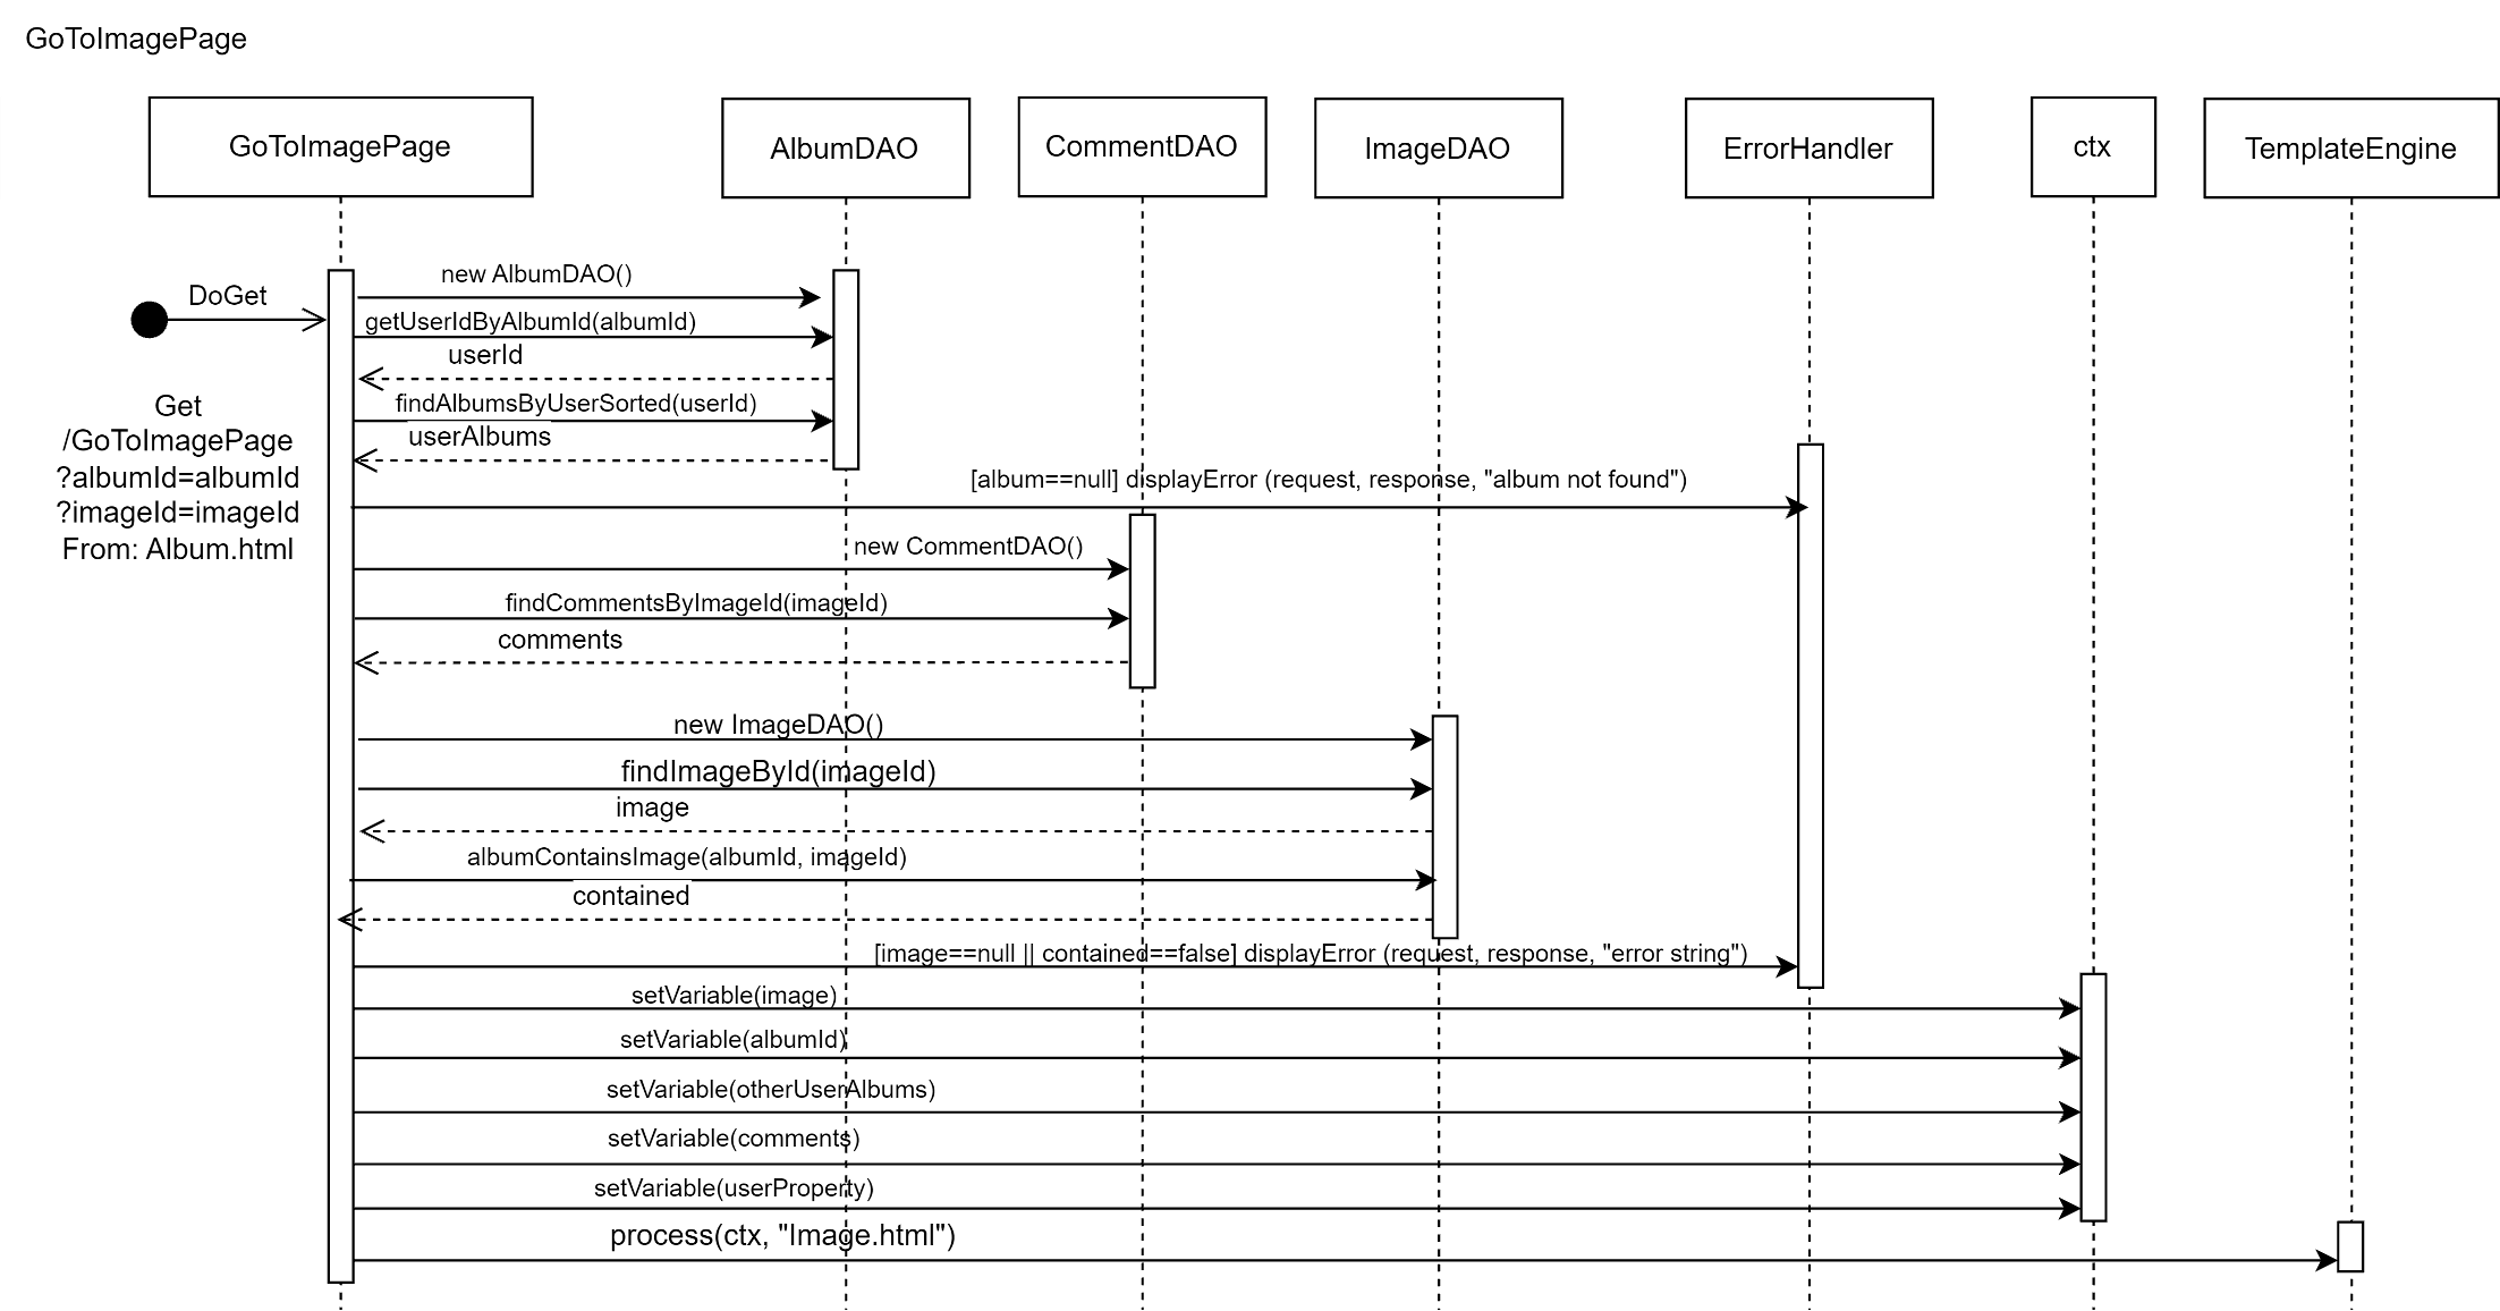 GoToImagePage
GoToImagePage
AlbumDAO
CommentDAO
ImageDAO
ErrorHandler
ctx
TemplateEngine
new AlbumDAO()
DoGet
getUserIdByAlbumId(albumId)
userId
findAlbumsByUserSorted(userId)
userAlbums
Get
/GoToImagePage
?albumId=albumId
?imageId=imageId
From: Album.html
[album==null] displayError (request, response, "album not found")
new CommentDAO()
findCommentsByImageId(imageId)
comments
new ImageDAO()
findImageById(imageId)
image
albumContainsImage(albumId, imageId)
contained
[image==null || contained==false] displayError (request, response, "error string")
setVariable(image)
setVariable(albumId)
setVariable(otherUserAlbums)
setVariable(comments)
setVariable(userProperty)
process(ctx, "Image.html")